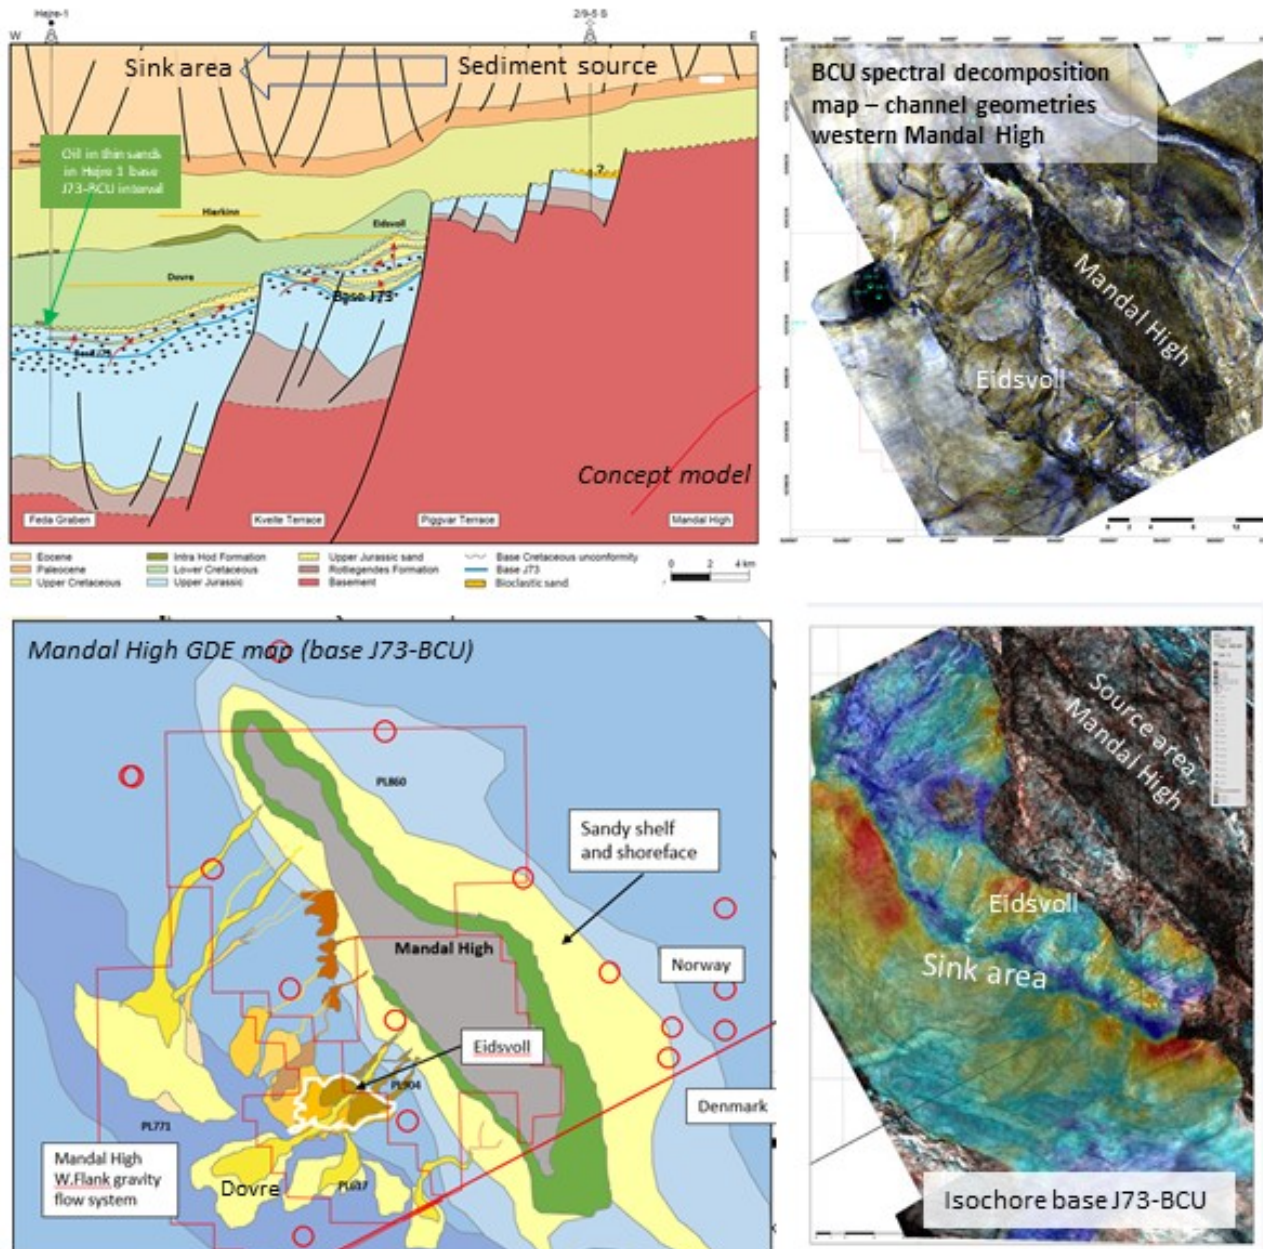 Hejre-1
2/9-5 S
W
E
Sink area
Sediment source
Oil in thin sands
in Hejre 1 base
J73-BCU interval
?
Hlerkinn
Eidsvoll
Dovre
Base J73
Concept model
Feda Graben
Kvelle Terrace
Piggvar Terrace
Mandal High
Eocene
Paleocene
Upper Cretaceous
Intra Hod Formation
Lower Cretaceous
Upper Jurassic
Upper Jurassic sand
Rotliegendes Formation
Basement
Base Cretaceous unconformity
Base J73
Bioclastic sand
0 2 4 km
BCU spectral decomposition
map – channel geometries
western Mandal High
Mandal High
Eidsvoll
Mandal High GDE map (base J73-BCU)
PL860
Sandy shelf
and shoreface
Mandal High
Norway
Eidsvoll
PL904
Denmark
PL771
Mandal High
W.Flank gravity
flow system
Dovre
Source area,
Mandal High
Eidsvoll
Sink area
Isochore base J73-BCU